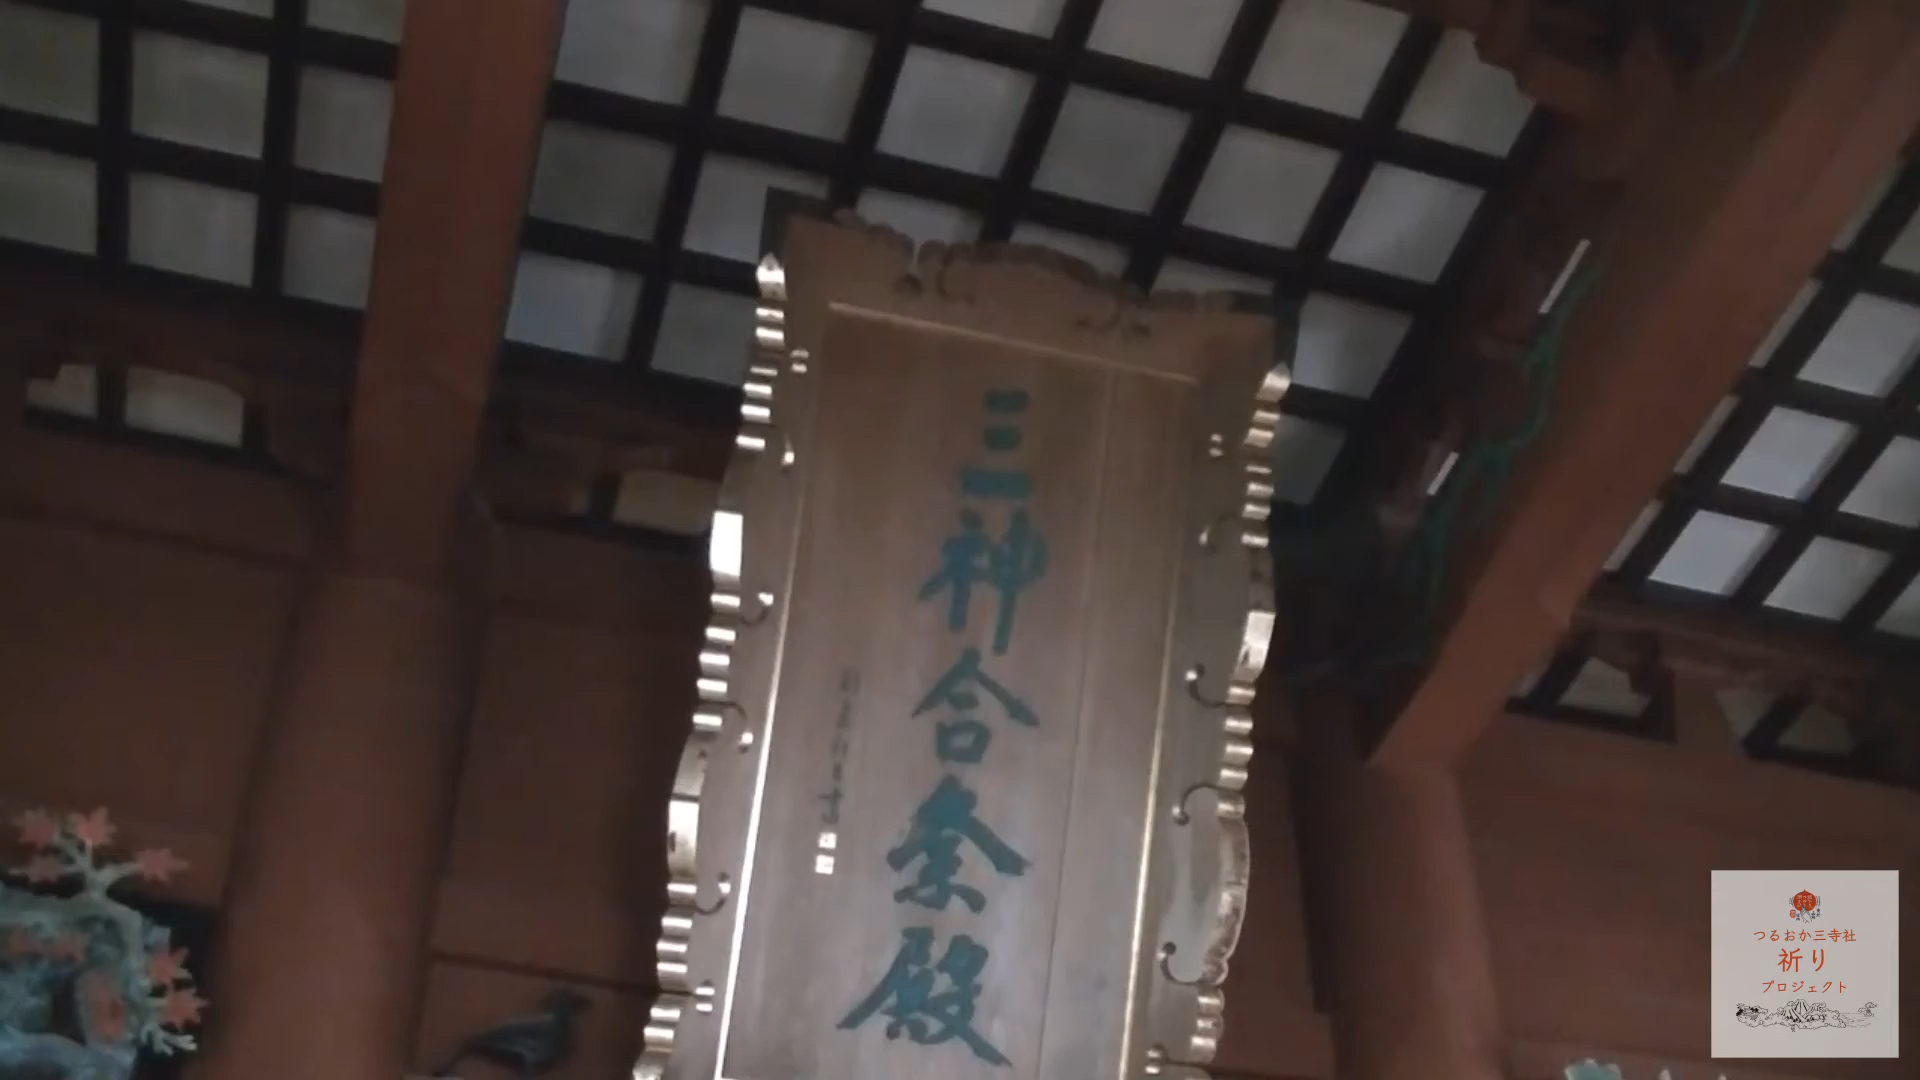 三神合祭殿
つるおか三寺社
祈り
プロジェクト